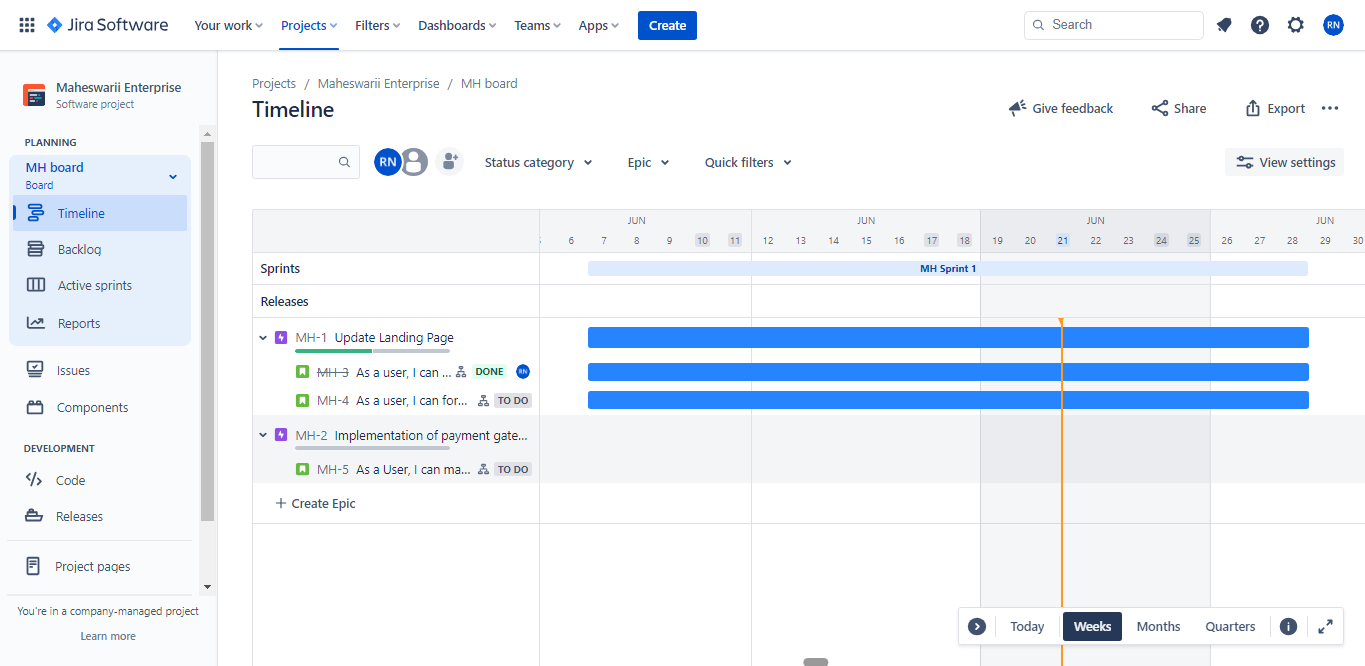 Jira Software
Your work
Projects
Filters
Dashboards
Teams
Apps
Create
Search
RN
Maheswarii Enterprise
Software project
PLANNING
MH board
Board
Timeline
Backlog
Active sprints
Reports
Issues
Components
DEVELOPMENT
Code
Releases
Project pages
You're in a company-managed project
Learn more
Projects / Maheswarii Enterprise / MH board
Timeline
Give feedback
Share
Export
RN
Status category
Epic
Quick filters
View settings
JUN JUN JUN JUN
6 7 8 9 10 11 12 13 14 15 16 17 18 19 20 21 22 23 24 25 26 27 28 29 30
Sprints
MH Sprint 1
Releases
MH-1 Update Landing Page
MH-3 As a user, I can ... DONE RN
MH-4 As a user, I can for... TO DO
MH-2 Implementation of payment gate...
MH-5 As a User, I can ma... TO DO
+ Create Epic
Today
Weeks
Months
Quarters